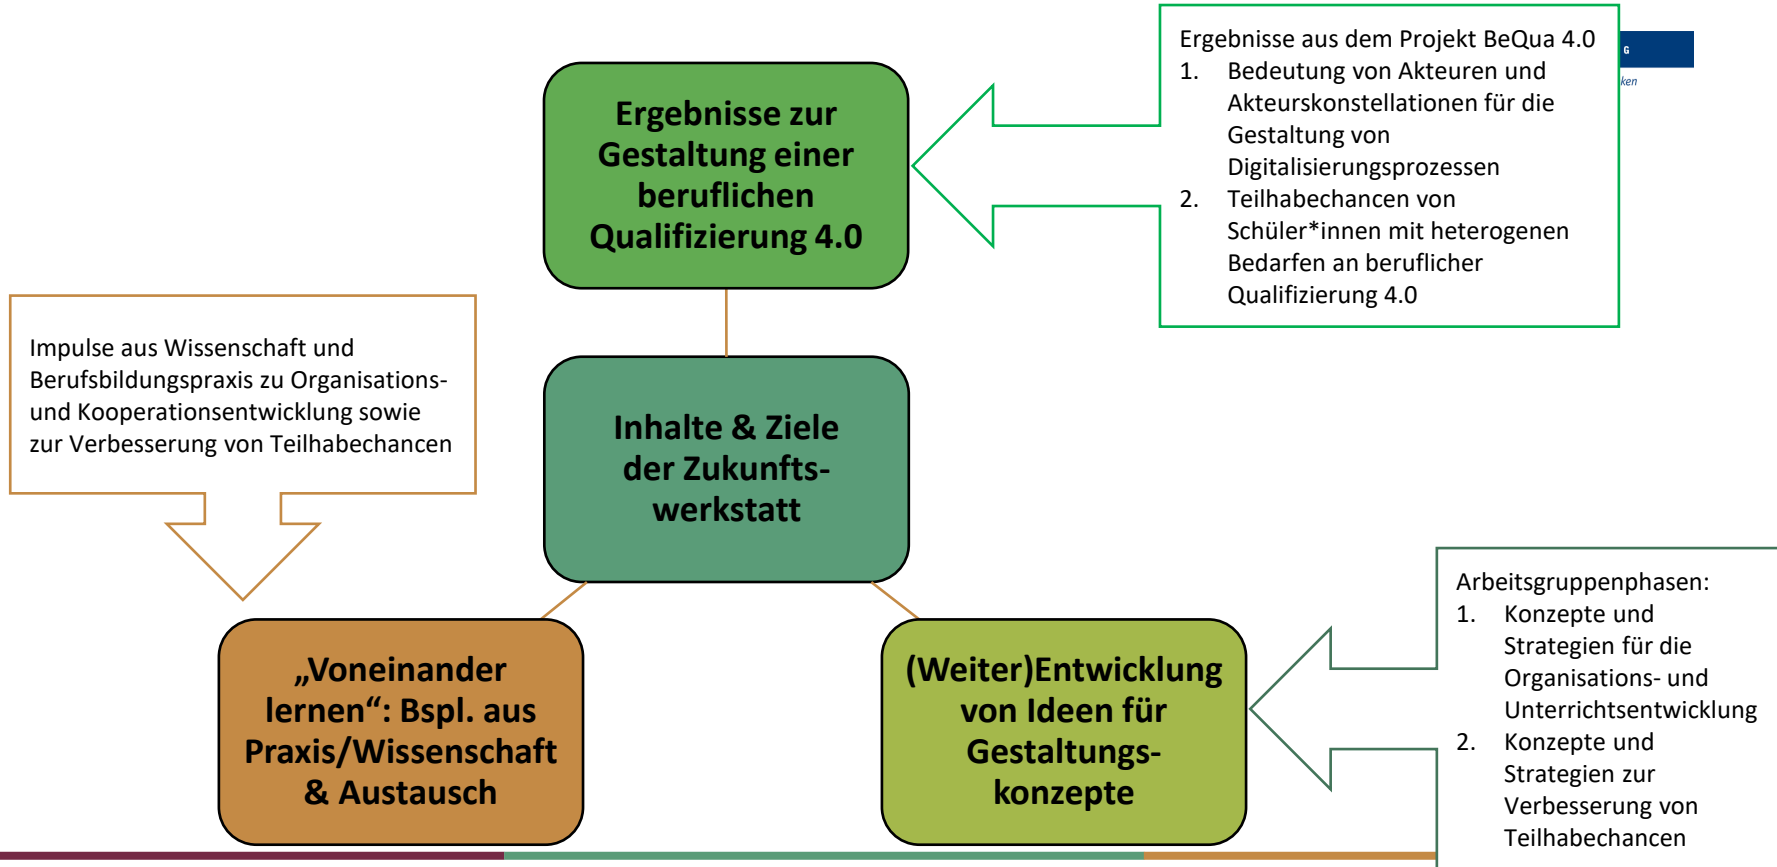 Ergebnisse aus dem Projekt BeQua 4.0
1. Bedeutung von Akteuren und
Akteurskonstellationen für die
Gestaltung von
Digitalisierungsprozessen
2. Teilhabechancen von
Schüler*innen mit heterogenen
Bedarfen an beruflicher
Qualifizierung 4.0
G
ken
Ergebnisse zur
Gestaltung einer
beruflichen
Qualifizierung 4.0
Impulse aus Wissenschaft und
Berufsbildungspraxis zu Organisations-
und Kooperationsentwicklung sowie
zur Verbesserung von Teilhabechancen
Inhalte & Ziele
der Zukunfts-
werkstatt
„Voneinander
lernen“: Bspl. aus
Praxis/Wissenschaft
& Austausch
(Weiter)Entwicklung
von Ideen für
Gestaltungs-
konzepte
Arbeitsgruppenphasen:
1. Konzepte und
Strategien für die
Organisations- und
Unterrichtsentwicklung
2. Konzepte und
Strategien zur
Verbesserung von
Teilhabechancen